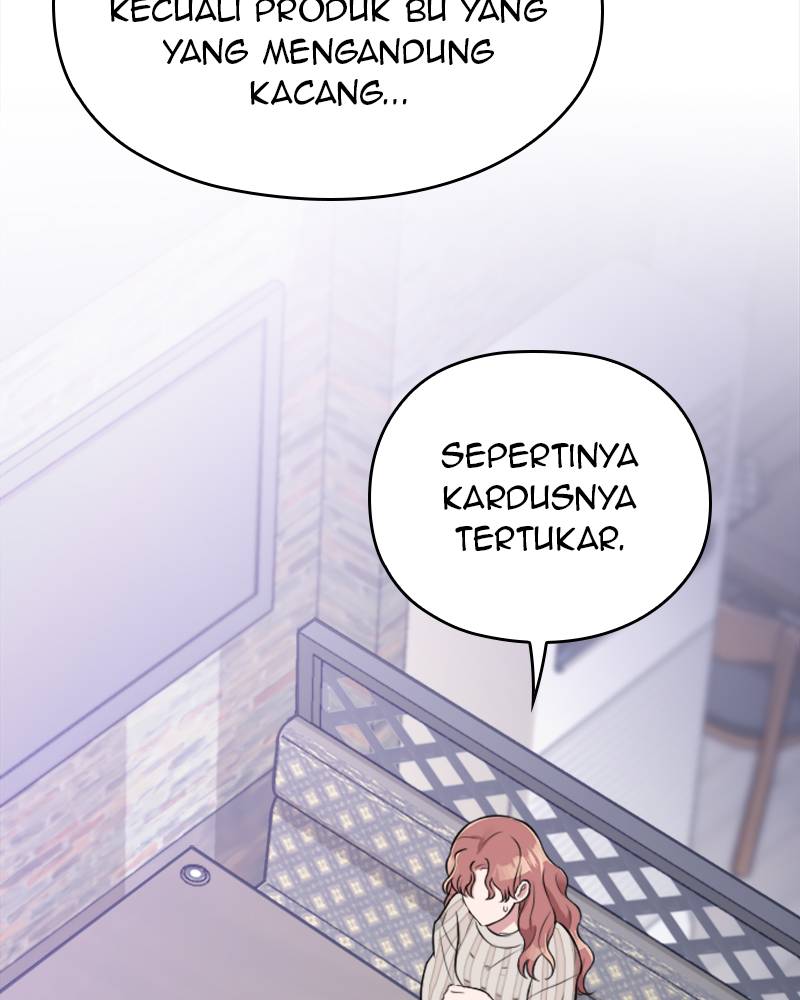 KECUALI PRODUK BU YANG
YANG MENGANDUNG
KACANG...
SEPERTINYA
KARDUSNYA
TERTUKAR.